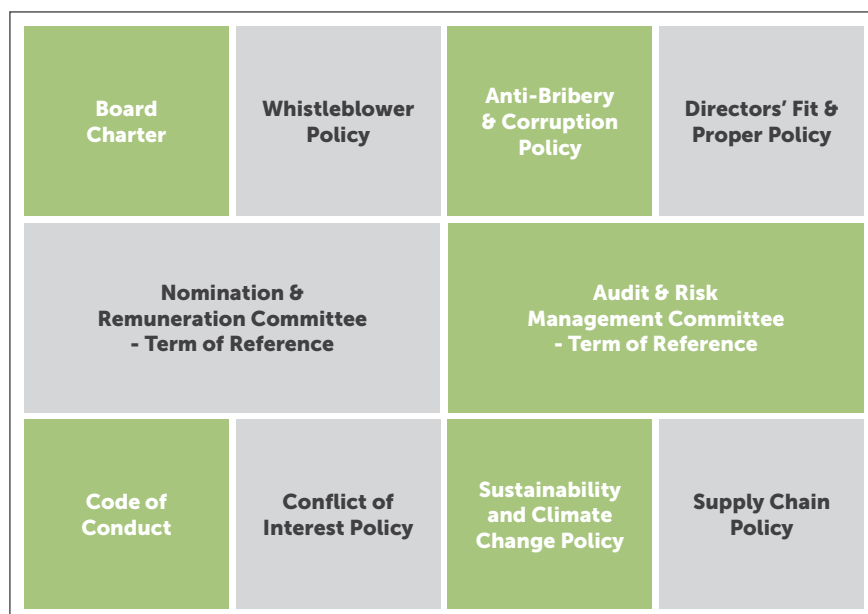 Board
Charter
Whistleblower
Policy
Anti-Bribery
& Corruption
Policy
Directors’ Fit &
Proper Policy
Nomination &
Remuneration Committee
- Term of Reference
Audit & Risk
Management Committee
- Term of Reference
Code of
Conduct
Conflict of
Interest Policy
Sustainability
and Climate
Change Policy
Supply Chain
Policy